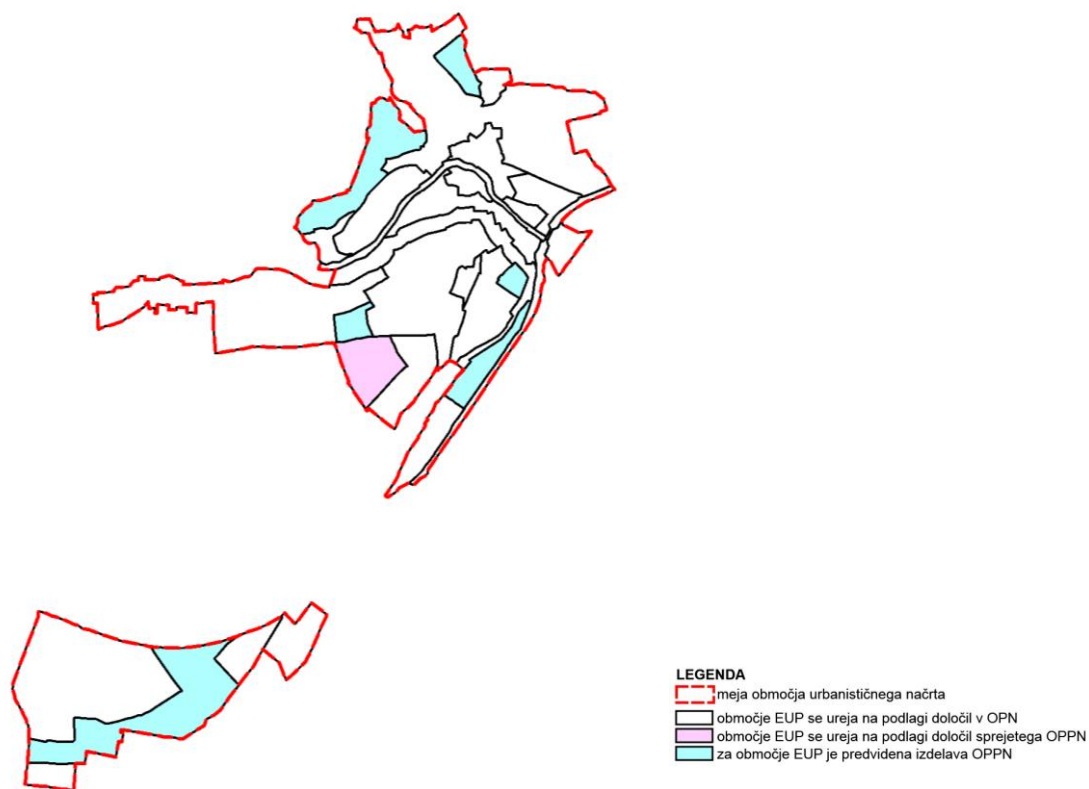 LEGENDA
meja območja urbanističnega načrta
območje EUP se ureja na podlagi določil v OPN
območje EUP se ureja na podlagi določil sprejetega OPPN
za območje EUP je predvidena izdelava OPPN